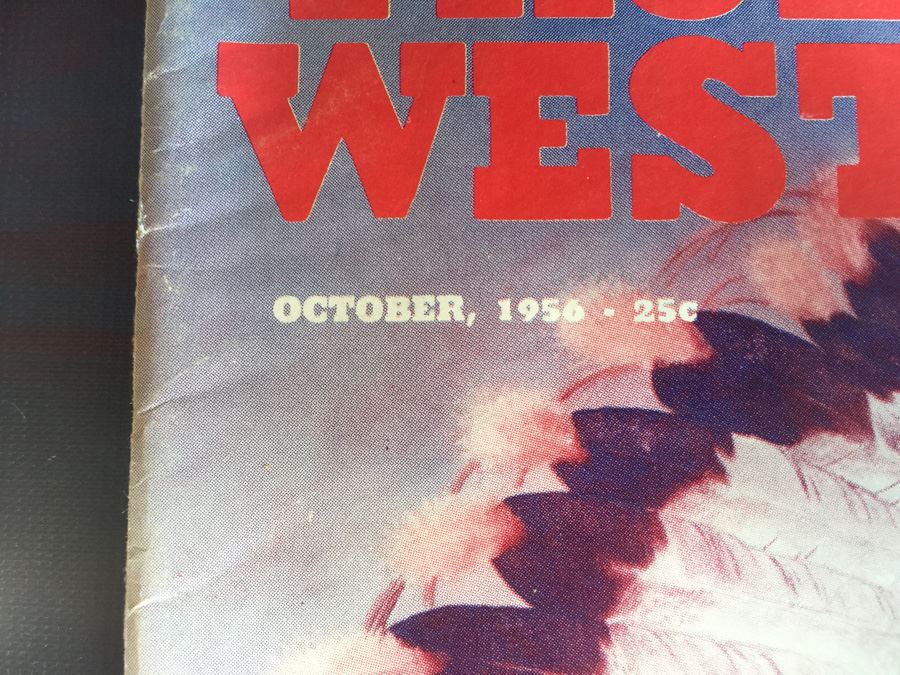 WEST
OCTOBER, 1956 - 25c